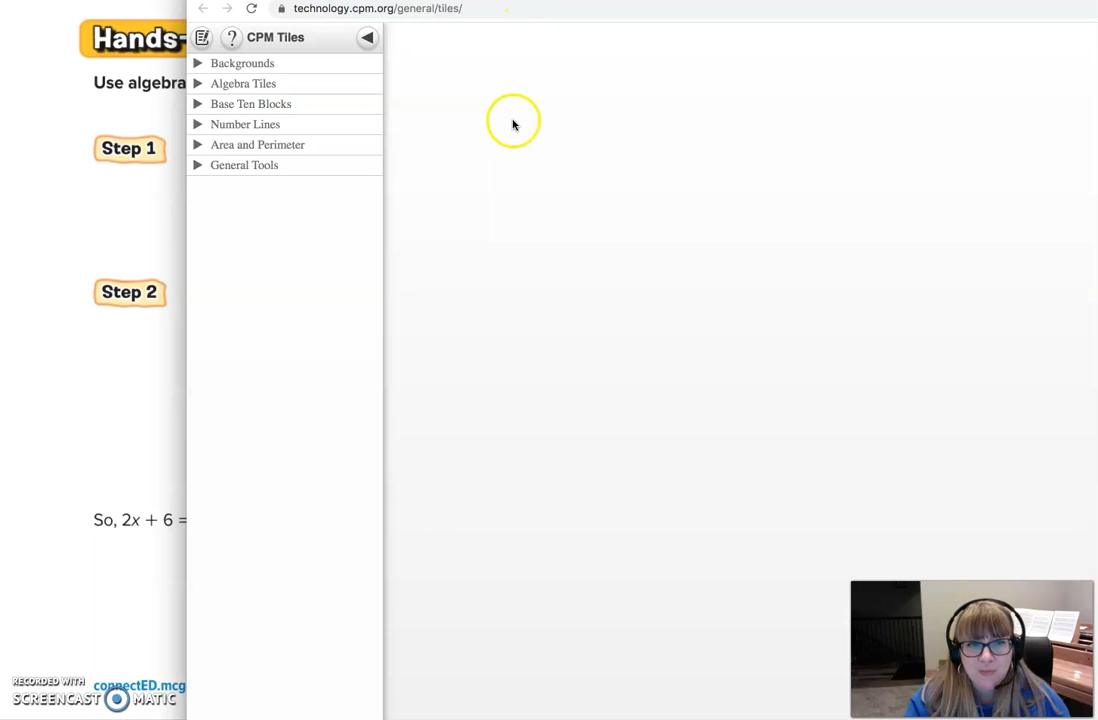 technology.cpm.org/general/tiles/
Hands-
CPM Tiles
Use algebra
Backgrounds
Algebra Tiles
Base Ten Blocks
Number Lines
Area and Perimeter
General Tools
Step 1
Step 2
So, 2x + 6 =
RECORDED WITH
SCREENCAST MATIC
connectED.mcg